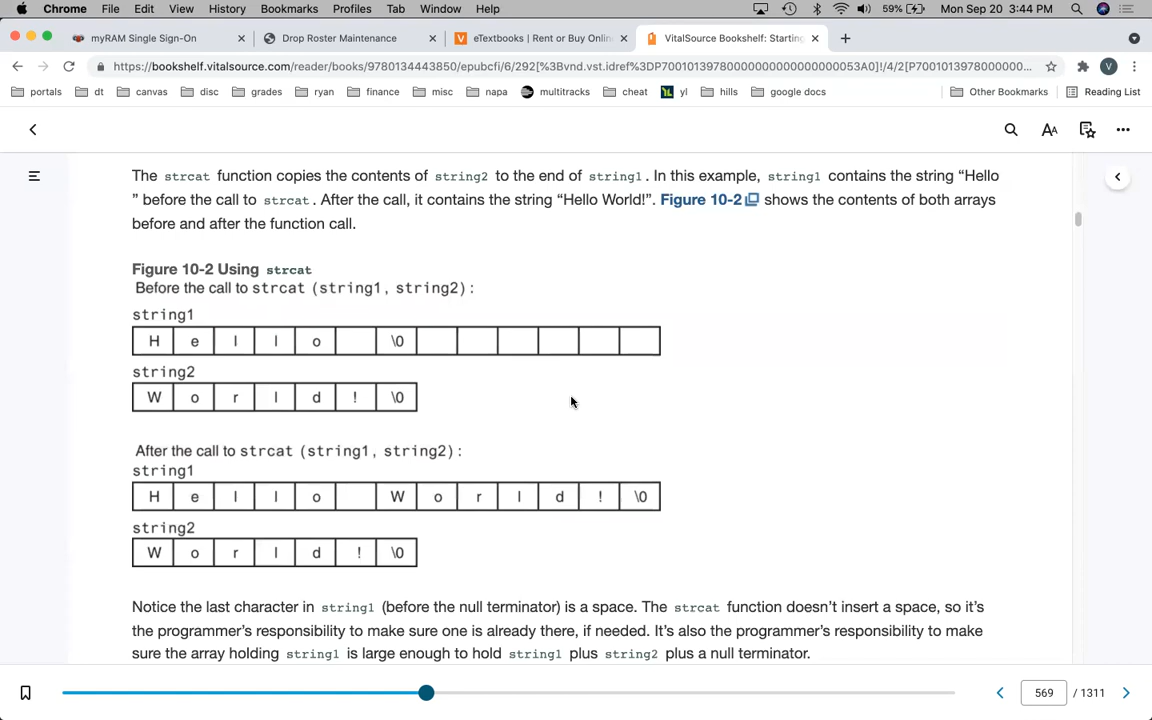 Chrome File Edit View History Bookmarks Profiles Tab Window Help 59% Mon Sep 20 3:44 PM
myRAM Single Sign-On Drop Roster Maintenance eTextbooks | Rent or Buy Onlin VitalSource Bookshelf: Starting
https://bookshelf.vitalsource.com/reader/books/9780134443850/epubcfi/6/292[%3Bvnd.vst.idref%3DP70010139780000000000000000053A0]!/4/2[P7001013978000000... V
portals dt canvas disc grades ryan finance misc napa multitracks cheat yl hills google docs Other Bookmarks Reading List
AA
The strcat function copies the contents of string2 to the end of string1. In this example, string1 contains the string “Hello
” before the call to strcat. After the call, it contains the string “Hello World!”. Figure 10-2 shows the contents of both arrays
before and after the function call.
Figure 10-2 Using strcat
Before the call to strcat (string1, string2):
string1
H e l l o \0
string2
W o r l d ! \0
After the call to strcat (string1, string2):
string1
H e l l o W o r l d ! \0
string2
W o r l d ! \0
Notice the last character in string1 (before the null terminator) is a space. The strcat function doesn’t insert a space, so it’s
the programmer’s responsibility to make sure one is already there, if needed. It’s also the programmer’s responsibility to make
sure the array holding string1 is large enough to hold string1 plus string2 plus a null terminator.
569 / 1311